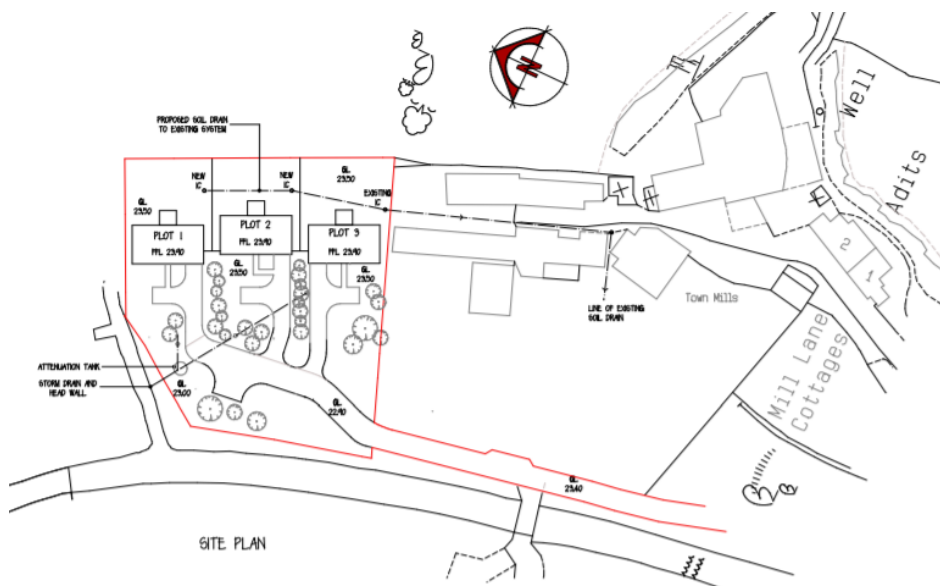 N
PROPOSED SOIL DRAIN
TO EXISTING SYSTEM
NEW
IC
NEW
IC
GL
23,50
EXISTING
IC
GL
23,50
PLOT 1
FFL 23,90
PLOT 2
FFL 23,90
PLOT 3
FFL 23,90
GL
23,50
GL
23,50
Well
Adits
2
1
Town Mills
LINE OF EXISTING
SOIL DRAIN
Mill Lane
Cottages
ATTENUATION TANK
STORM DRAIN AND
HEAD WALL
GL
23,00
GL
22,90
GL
23,40
SITE PLAN